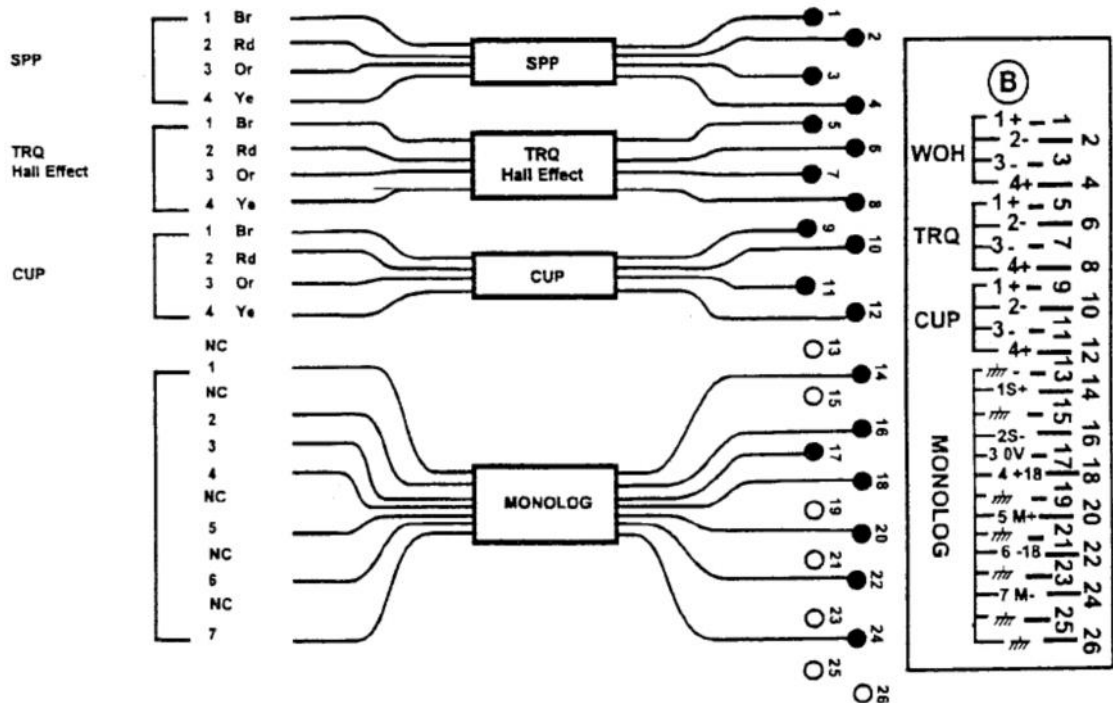 SPP
1 Br
2 Rd
3 Or
4 Ye
SPP
1
2
3
4
TRQ
Hall Effect
1 Br
2 Rd
3 Or
4 Ye
TRQ
Hall Effect
5
6
7
8
CUP
1 Br
2 Rd
3 Or
4 Ye
CUP
9
10
11
12
NC
1
NC
2
3
4
NC
5
NC
6
NC
7
MONOLOG
13
14
15
16
17
18
19
20
21
22
23
24
25
26
B
WOH
1+ 1
2- 2
3- 3
4+ 4
TRQ
1+ 5
2- 6
3- 7
4+ 8
CUP
1+ 9
2- 10
3- 11
4+ 12
MONOLOG
- 13
1S+ 14
15
2S- 16
3 0V 17
4 +18 18
19
5 M+ 20
21
6 -18 22
23
7 M- 24
25
26